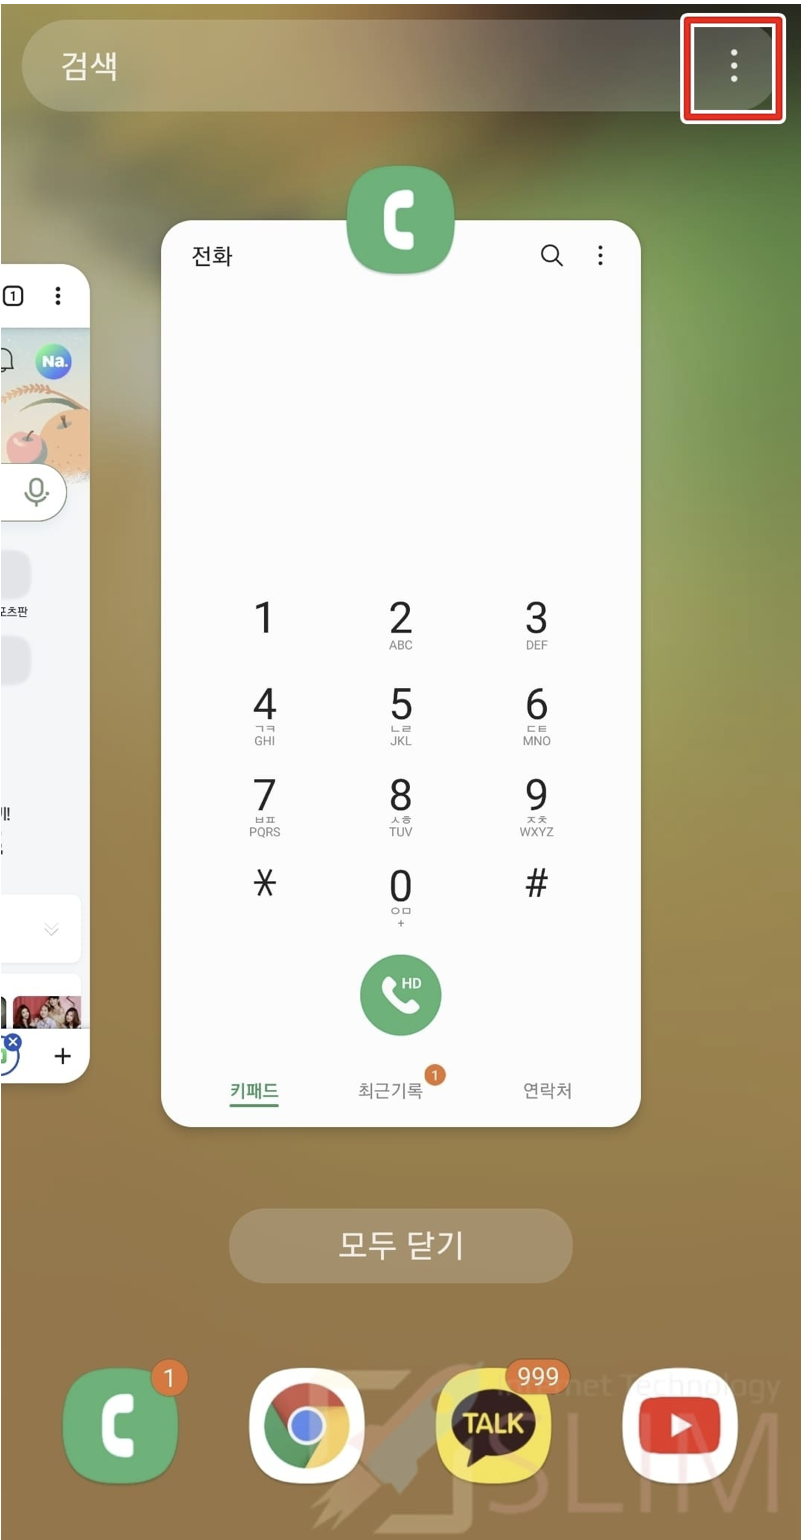 검색
전화
1
Na.
포츠판
1
2
ABC
3
DEF
4
ㄱㅋ
GHI
5
ㄴㄹ
JKL
6
ㄷㅌ
MNO
7
ㅂㅍ
PQRS
8
ㅅㅎ
TUV
9
ㅈㅊ
WXYZ
*
0
ㅇㅁ
+
#
HD
키패드
최근기록
1
연락처
모두 닫기
1
999
TALK
Internet Technology
SLIM